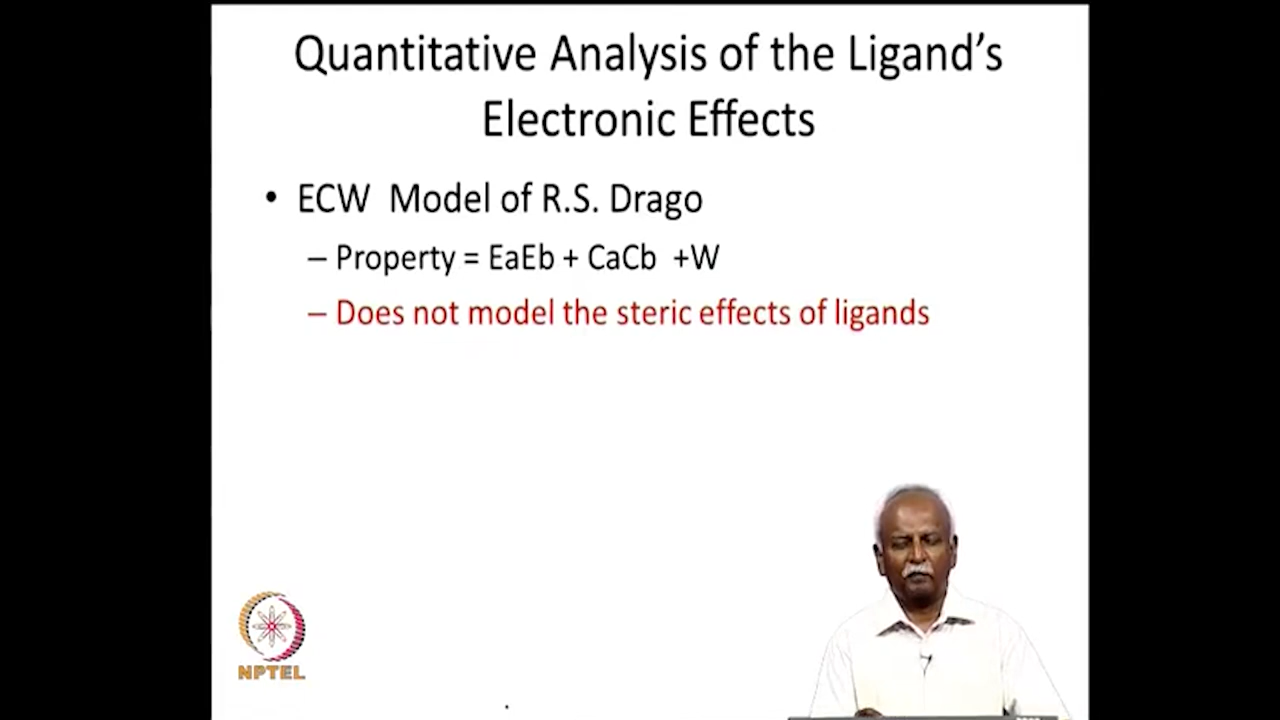 Quantitative Analysis of the Ligand’s
Electronic Effects
• ECW Model of R.S. Drago
– Property = EaEb + CaCb +W
– Does not model the steric effects of ligands
NPTEL